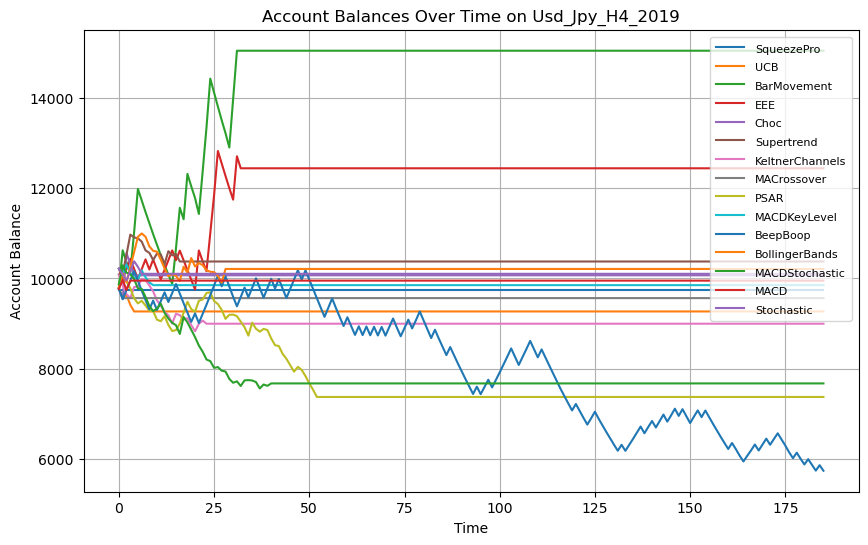 Account Balances Over Time on Usd_Jpy_H4_2019
SqueezePro
UCB
BarMovement
EEE
Choc
Supertrend
KeltnerChannels
MACrossover
PSAR
MACDKeyLevel
BeepBoop
BollingerBands
MACDStochastic
MACD
Stochastic
14000
12000
10000
8000
6000
Account Balance
0 25 50 75 100 125 150 175
Time